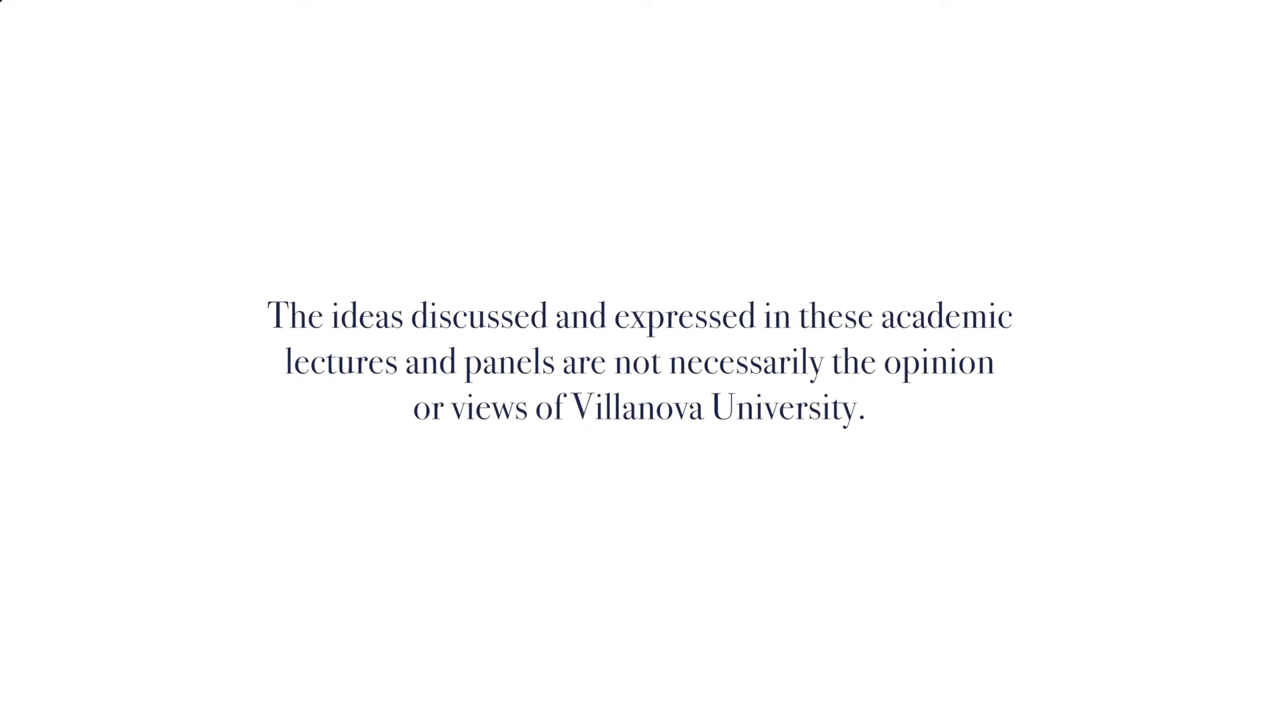 The ideas discussed and expressed in these academic
lectures and panels are not necessarily the opinion
or views of Villanova University.